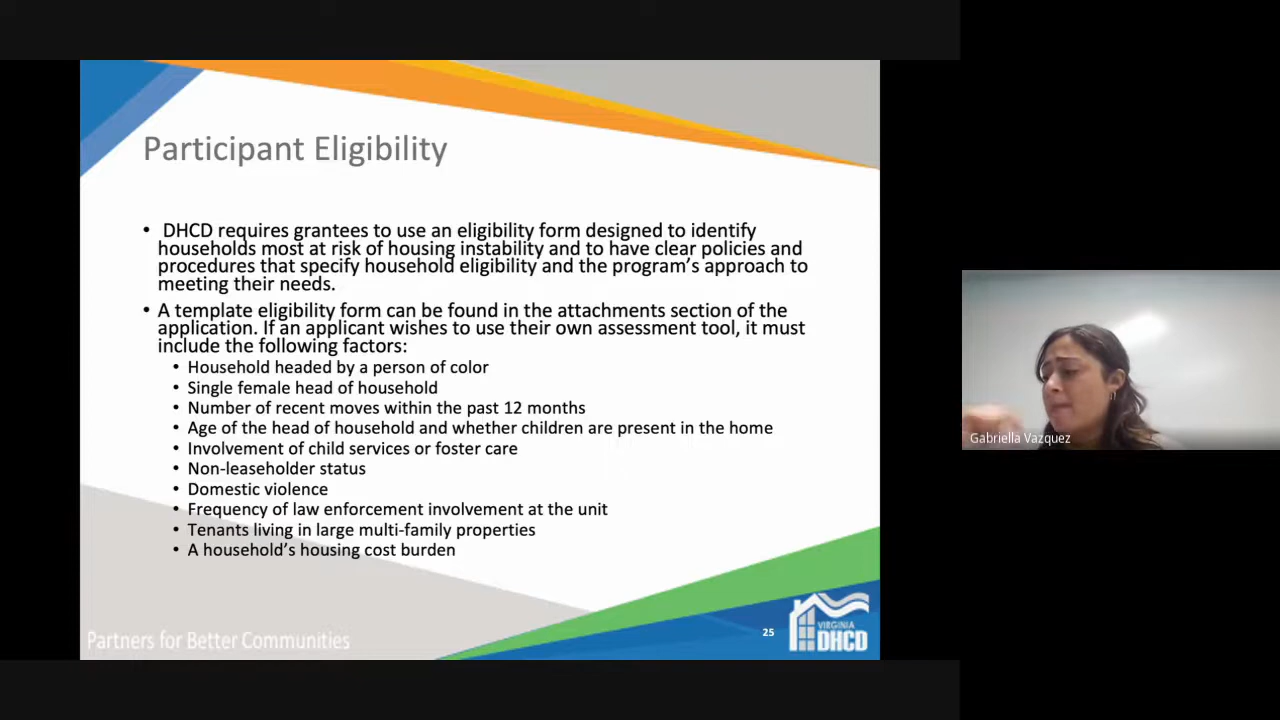 Participant Eligibility
• DHCD requires grantees to use an eligibility form designed to identify
households most at risk of housing instability and to have clear policies and
procedures that specify household eligibility and the program's approach to
meeting their needs.
• A template eligibility form can be found in the attachments section of the
application. If an applicant wishes to use their own assessment tool, it must
include the following factors:
• Household headed by a person of color
• Single female head of household
• Number of recent moves within the past 12 months
• Age of the head of household and whether children are present in the home
• Involvement of child services or foster care
• Non-leaseholder status
• Domestic violence
• Frequency of law enforcement involvement at the unit
• Tenants living in large multi-family properties
• A household's housing cost burden
Partners for Better Communities
25
VIRGINIA
DHCD
Gabriella Vazquez